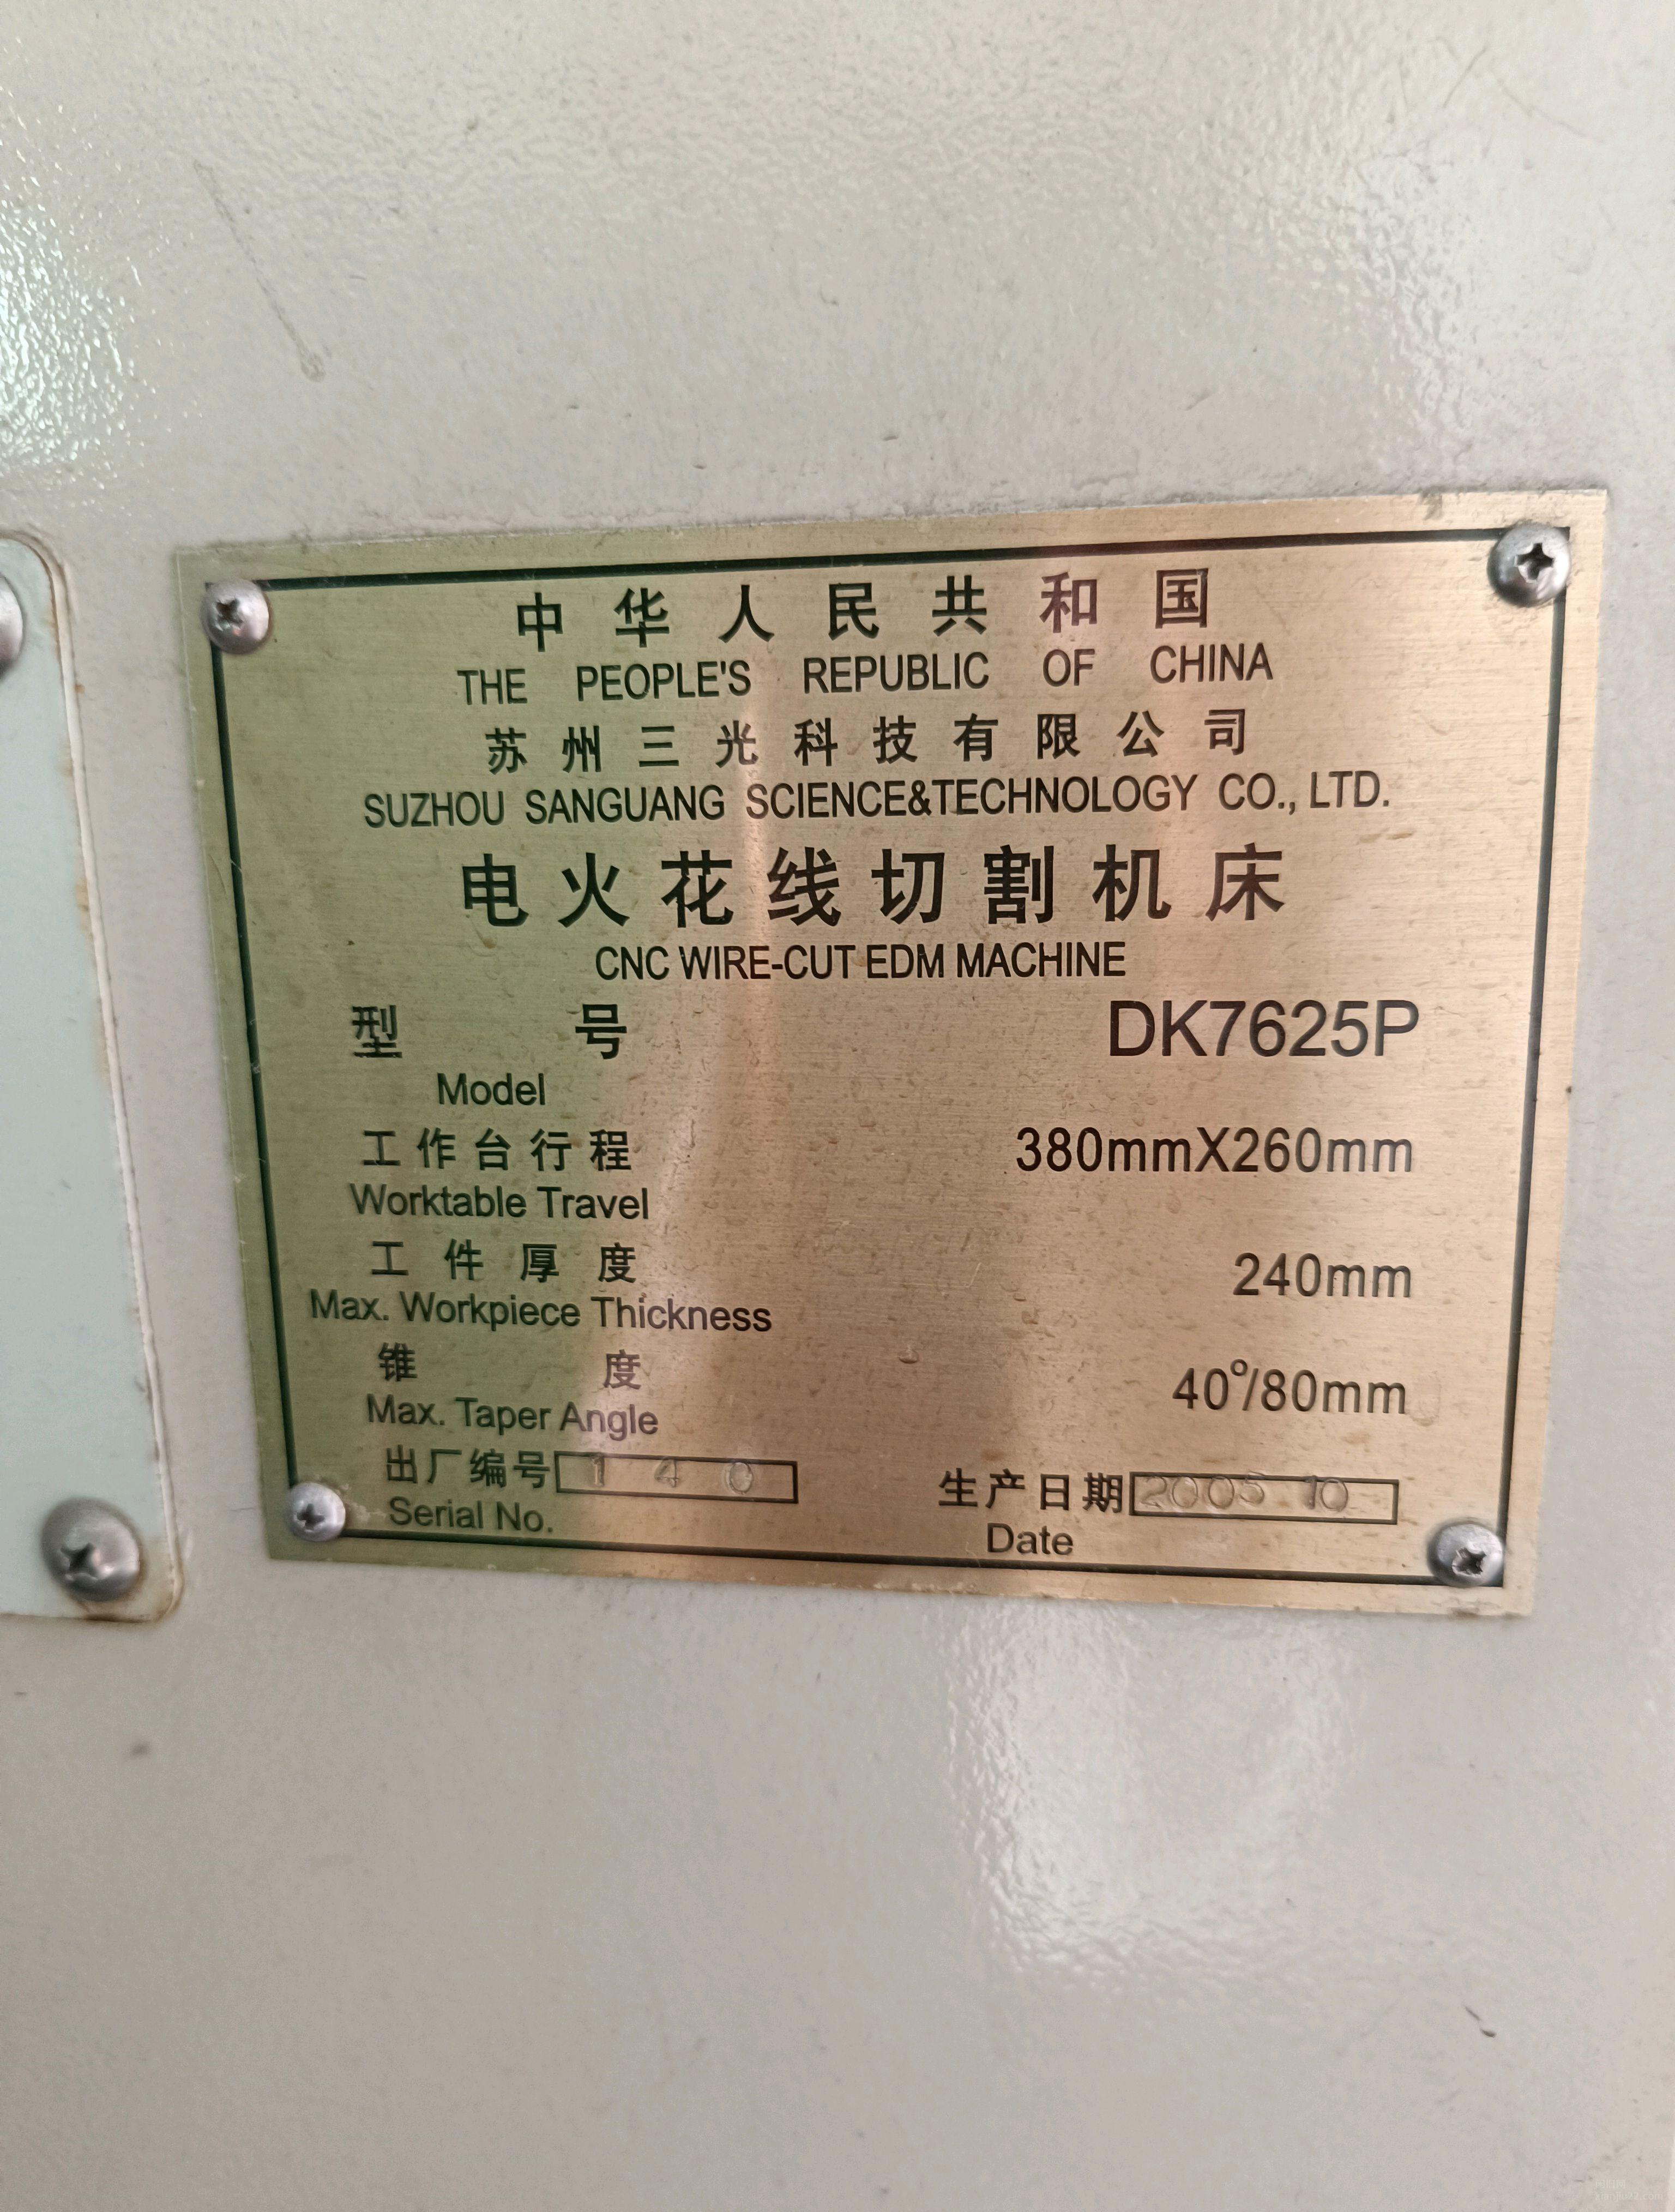 中华人民共和国
THE PEOPLE'S REPUBLIC OF CHINA
苏州三光科技有限公司
SUZHOU SANGUANG SCIENCE&TECHNOLOGY CO., LTD.
电火花线切割机床
CNC WIRE-CUT EDM MACHINE
型号 DK7625P
Model
工作台行程 380mmX260mm
Worktable Travel
工件厚度 240mm
Max. Workpiece Thickness
锥度 40°/80mm
Max. Taper Angle
出厂编号 140 生产日期 2005 10
Serial No. Date